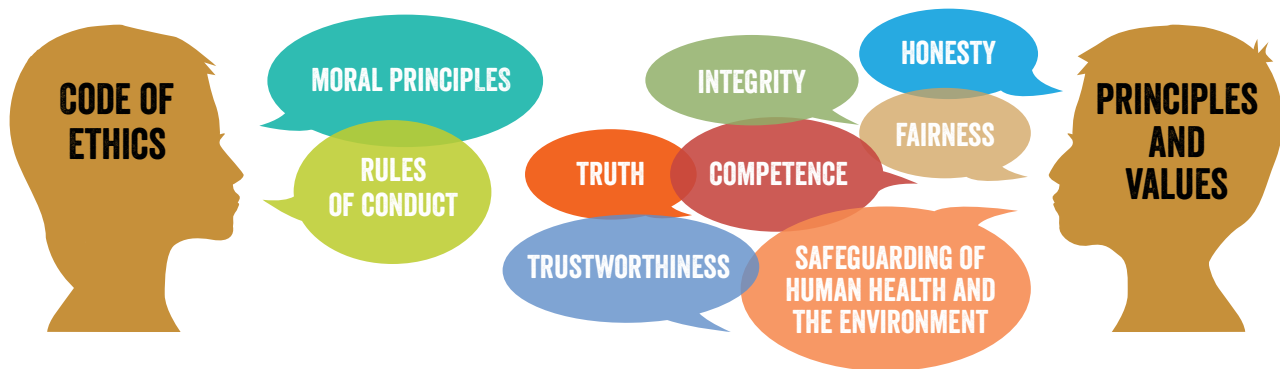 CODE OF
ETHICS
MORAL PRINCIPLES
RULES
OF CONDUCT
INTEGRITY
HONESTY
FAIRNESS
TRUTH
COMPETENCE
TRUSTWORTHINESS
SAFEGUARDING OF
HUMAN HEALTH AND
THE ENVIRONMENT
PRINCIPLES
AND
VALUES